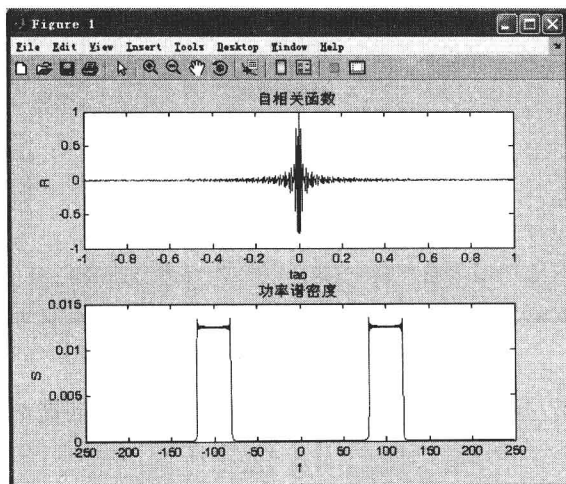 Figure 1
File Edit View Insert Tools Desktop Window Help
自相关函数
1
0.5
0
-0.5
-1
R
-1 -0.8 -0.6 -0.4 -0.2 0 0.2 0.4 0.6 0.8 1
tao
功率谱密度
0.015
0.01
0.005
0
S
-250 -200 -150 -100 -50 0 50 100 150 200 250
f